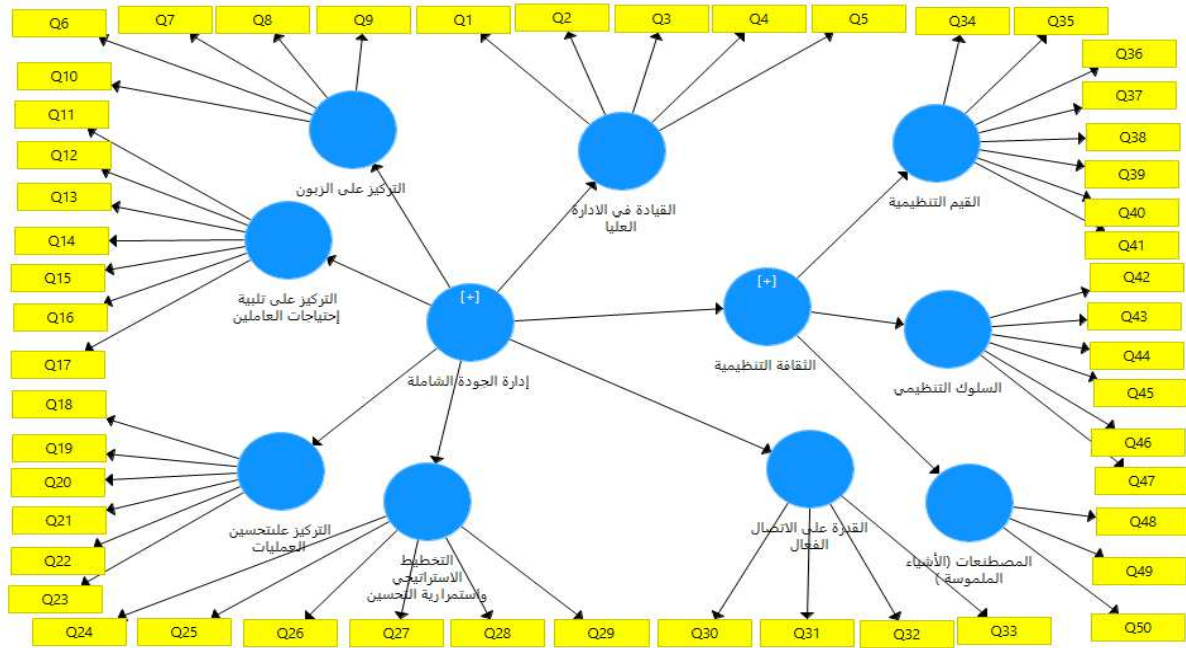 Q6
Q7
Q8
Q9
Q1
Q2
Q3
Q4
Q5
Q34
Q35
Q36
Q37
Q38
Q39
Q40
Q41
Q10
Q11
Q12
Q13
Q14
Q15
Q16
Q17
التركيز على الزبون
القيادة في الادارة
العليا
القيم التنظيمية
التركيز على تلبية
إحتياجات العاملين
[+]
إدارة الجودة الشاملة
[+]
الثقافة التنظيمية
السلوك التنظيمي
Q42
Q43
Q44
Q45
Q46
Q47
Q18
Q19
Q20
Q21
Q22
Q23
التركيز علىتحسين
العمليات
التخطيط
الاستراتيجي
واستمرارية التحسين
القدرة على الاتصال
الفعال
المصطنعات (الأشياء
الملموسة )
Q48
Q49
Q50
Q24
Q25
Q26
Q27
Q28
Q29
Q30
Q31
Q32
Q33